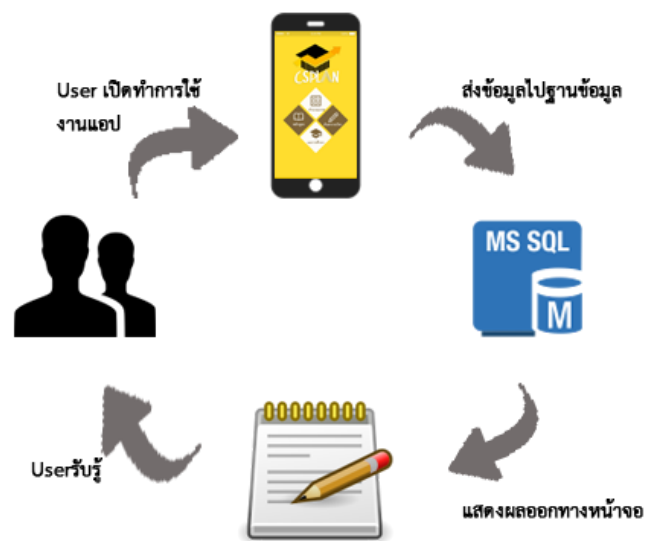 User เปิดทำการใช้
งานแอป
CSPLAN
ส่งข้อมูลไปฐานข้อมูล
MS SQL
M
Userรับรู้
แสดงผลออกทางหน้าจอ